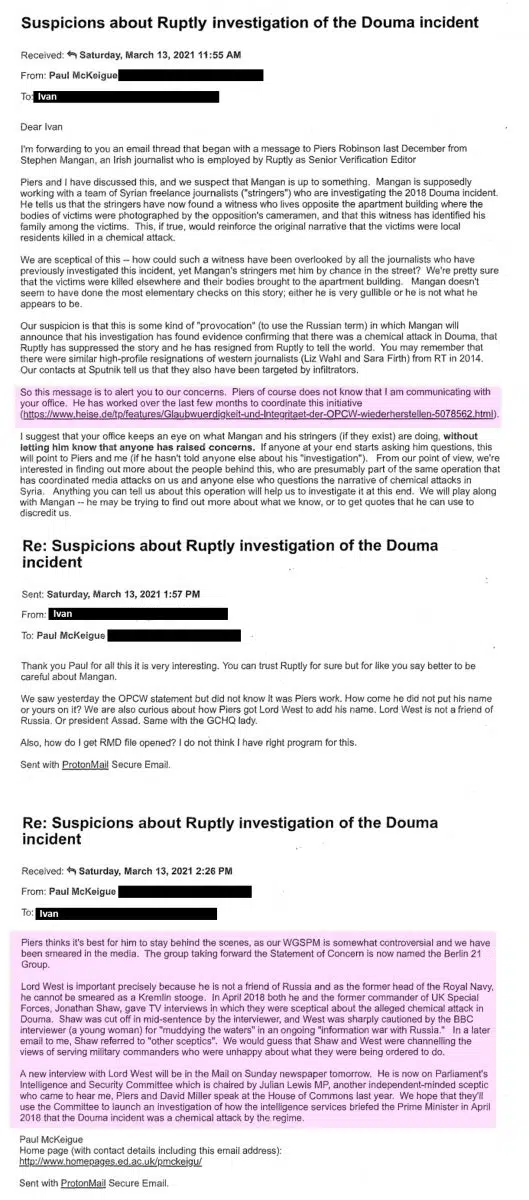 Suspicions about Ruptly investigation of the Douma incident
Received: Saturday, March 13, 2021 11:55 AM
From: Paul McKeigue
To: Ivan
Dear Ivan
I'm forwarding to you an email thread that began with a message to Piers Robinson last December from
Stephen Mangan, an Irish journalist who is employed by Ruptly as Senior Verification Editor
Piers and I have discussed this, and we suspect that Mangan is up to something. Mangan is supposedly
working with a team of Syrian freelance journalists ("stringers") who are investigating the 2018 Douma incident.
He tells us that the stringers have now found a witness who lives opposite the apartment building where the
bodies of victims were photographed by the opposition's cameramen, and that this witness has identified his
family among the victims. This, if true, would reinforce the original narrative that the victims were local
residents killed in a chemical attack.
We are sceptical of this -- how could such a witness have been overlooked by all the journalists who have
previously investigated this incident, yet Mangan's stringers met him by chance in the street? We're pretty sure
that the victims were killed elsewhere and their bodies brought to the apartment building. Mangan doesn't
seem to have done the most elementary checks on this story; either he is very gullible or he is not what he
appears to be.
Our suspicion is that this is some kind of "provocation" (to use the Russian term) in which Mangan will
announce that his investigation has found evidence confirming that there was a chemical attack in Douma, that
Ruptly has suppressed the story and he has resigned from Ruptly to tell the world. You may remember that
there were similar high-profile resignations of western journalists (Liz Wahl and Sara Firth) from RT in 2014.
Our contacts at Sputnik tell us that they also have been targeted by infiltrators.
So this message is to alert you to our concerns. Piers of course does not know that I am communicating with
your office. He has worked over the last few months to coordinate this initiative
(https://www.heise.de/tp/features/Glaubwuerdigkeit-und-Integritaet-der-OPCW-wiederherstellen-5078562.html).
I suggest that your office keeps an eye on what Mangan and his stringers (if they exist) are doing, without
letting him know that anyone has raised concerns. If anyone at your end starts asking him questions, this
will point to Piers and me (if he hasn't told anyone else about his "investigation"). From our point of view, we're
interested in finding out more about the people behind this, who are presumably part of the same operation that
has coordinated media attacks on us and anyone else who questions the narrative of chemical attacks in
Syria. Anything you can tell us about this operation will help us to investigate it at this end. We will play along
with Mangan -- he may be trying to find out more about what we know, or to get quotes that he can use to
discredit us.
Re: Suspicions about Ruptly investigation of the Douma
incident
Sent: Saturday, March 13, 2021 1:57 PM
From: Ivan
To: Paul McKeigue
Thank you Paul for all this it is very interesting. You can trust Ruptly for sure but for like you say better to be
careful about Mangan.
We saw yesterday the OPCW statement but did not know it was Piers work. How come he did not put his name
or yours on it? We are also curious about how Piers got Lord West to add his name. Lord West is not a friend of
Russia. Or president Assad. Same with the GCHQ lady.
Also, how do I get RMD file opened? I do not think I have right program for this.
Sent with ProtonMail Secure Email.
Re: Suspicions about Ruptly investigation of the Douma
incident
Received: Saturday, March 13, 2021 2:26 PM
From: Paul McKeigue
To: Ivan
Piers thinks it's best for him to stay behind the scenes, as our WGSPM is somewhat controversial and we have
been smeared in the media. The group taking forward the Statement of Concern is now named the Berlin 21
Group.
Lord West is important precisely because he is not a friend of Russia and as the former head of the Royal Navy,
he cannot be smeared as a Kremlin stooge. In April 2018 both he and the former commander of UK Special
Forces, Jonathan Shaw, gave TV interviews in which they were sceptical about the alleged chemical attack in
Douma. Shaw was cut off in mid-sentence by the interviewer, and West was sharply cautioned by the BBC
interviewer (a young woman) for "muddying the waters" in an ongoing "information war with Russia." In a later
email to me, Shaw referred to "other sceptics". We would guess that Shaw and West were channelling the
views of serving military commanders who were unhappy about what they were being ordered to do.
A new interview with Lord West will be in the Mail on Sunday newspaper tomorrow. He is now on Parliament's
Intelligence and Security Committee which is chaired by Julian Lewis MP, another independent-minded sceptic
who came to hear me, Piers and David Miller speak at the House of Commons last year. We hope that they'll
use the Committee to launch an investigation of how the intelligence services briefed the Prime Minister in April
2018 that the Douma incident was a chemical attack by the regime.
Paul McKeigue
Home page (with contact details including this email address):
http://www.homepages.ed.ac.uk/pmckeigu/
Sent with ProtonMail Secure Email.